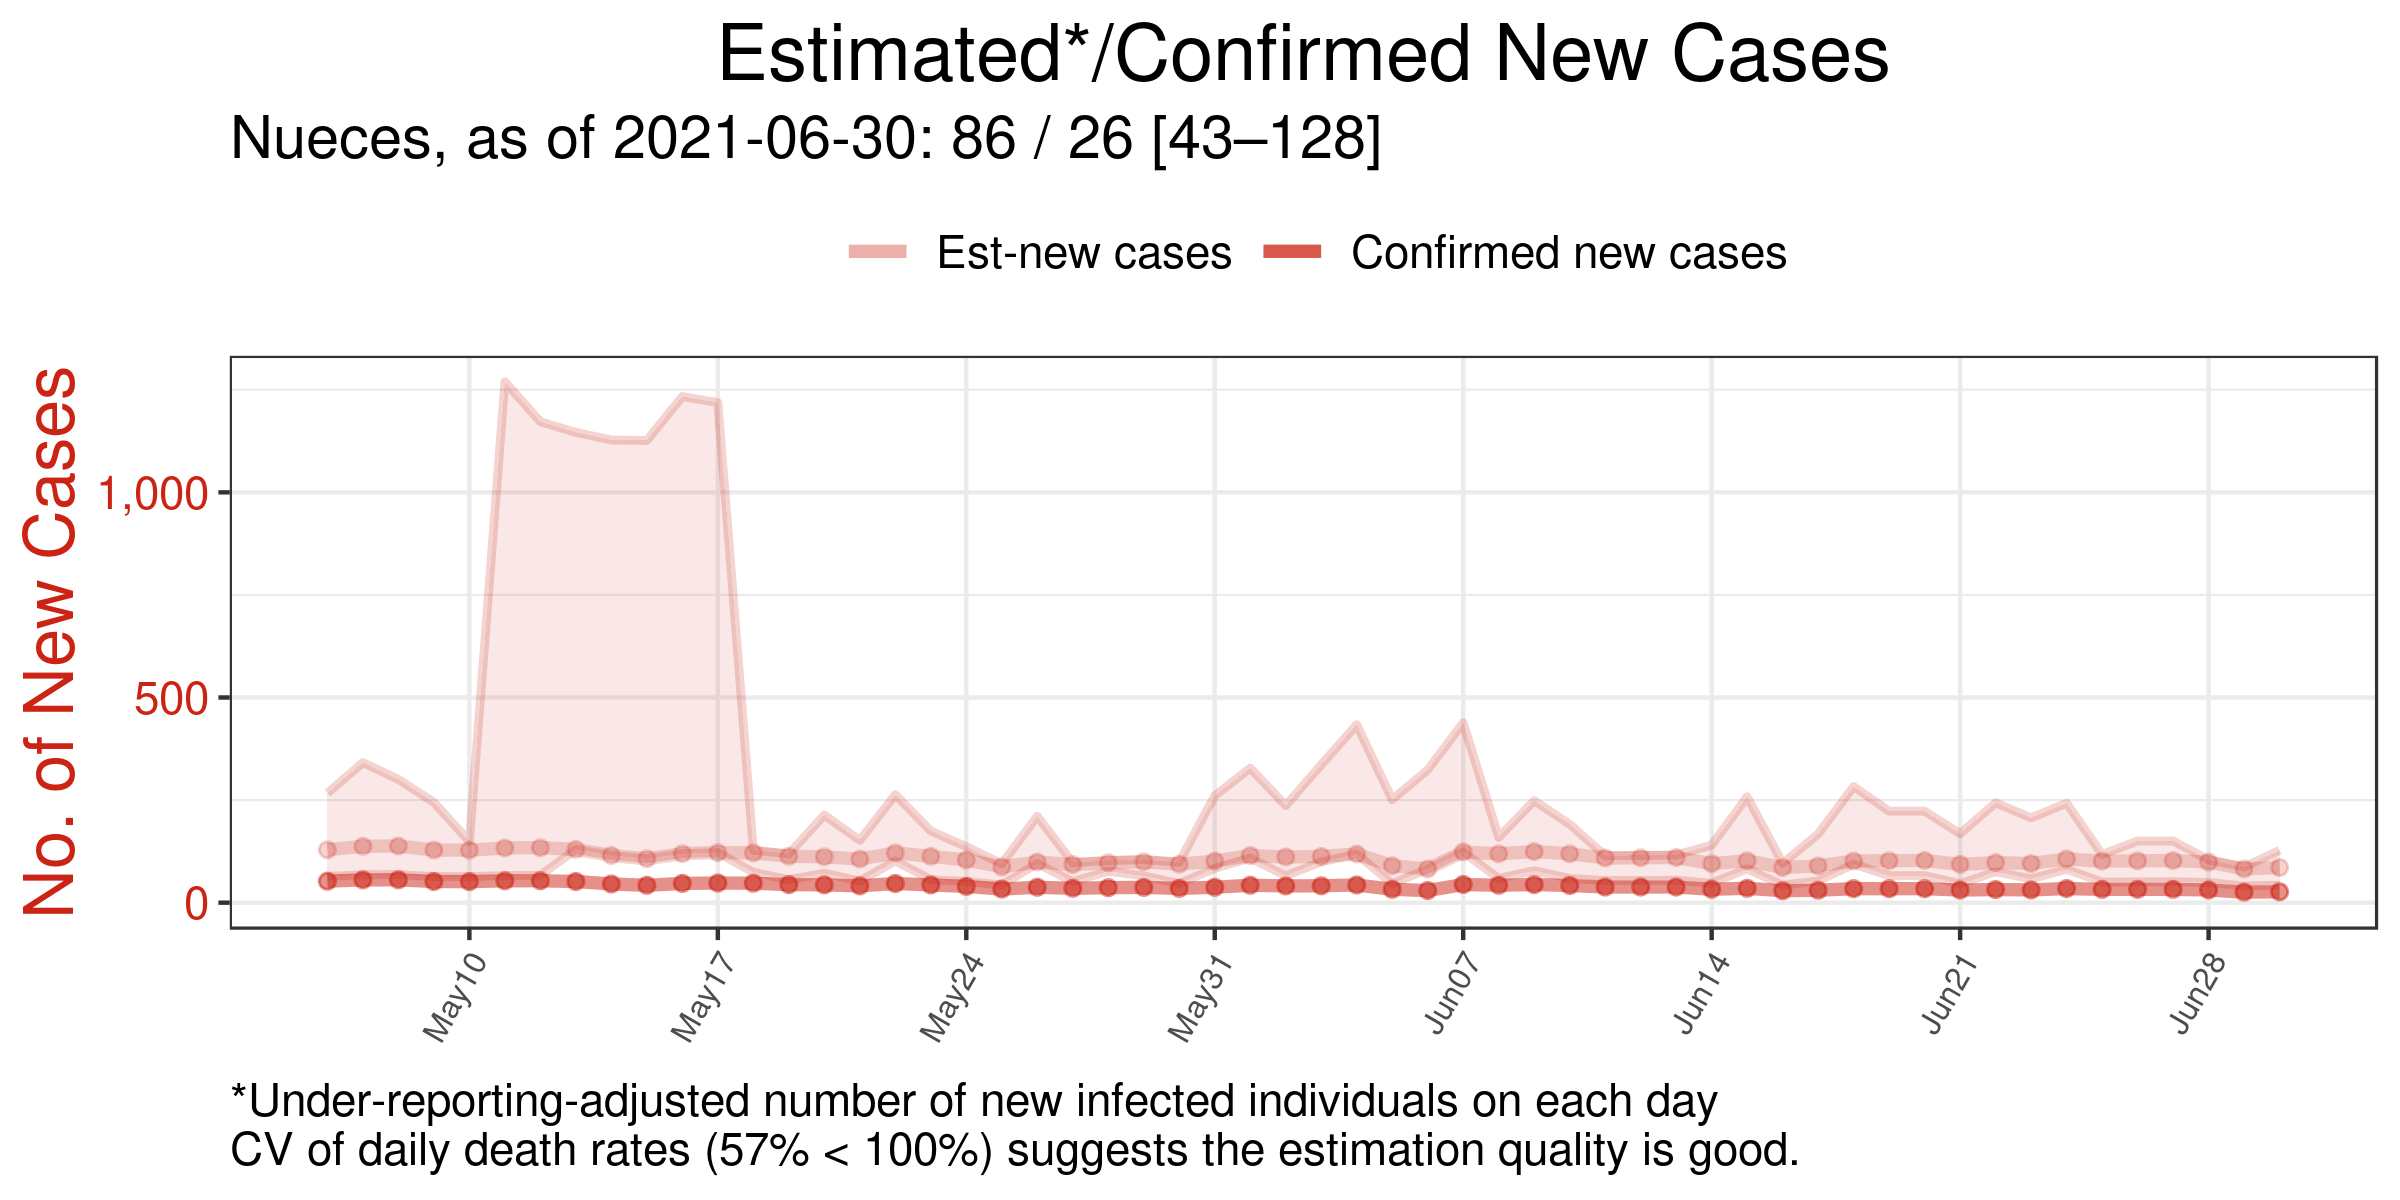 Estimated*/Confirmed New Cases
Nueces, as of 2021-06-30: 86 / 26 [43–128]
Est-new cases Confirmed new cases
No. of New Cases
1,000
500
0
May10 May17 May24 May31 Jun07 Jun14 Jun21 Jun28
*Under-reporting-adjusted number of new infected individuals on each day
CV of daily death rates (57% < 100%) suggests the estimation quality is good.